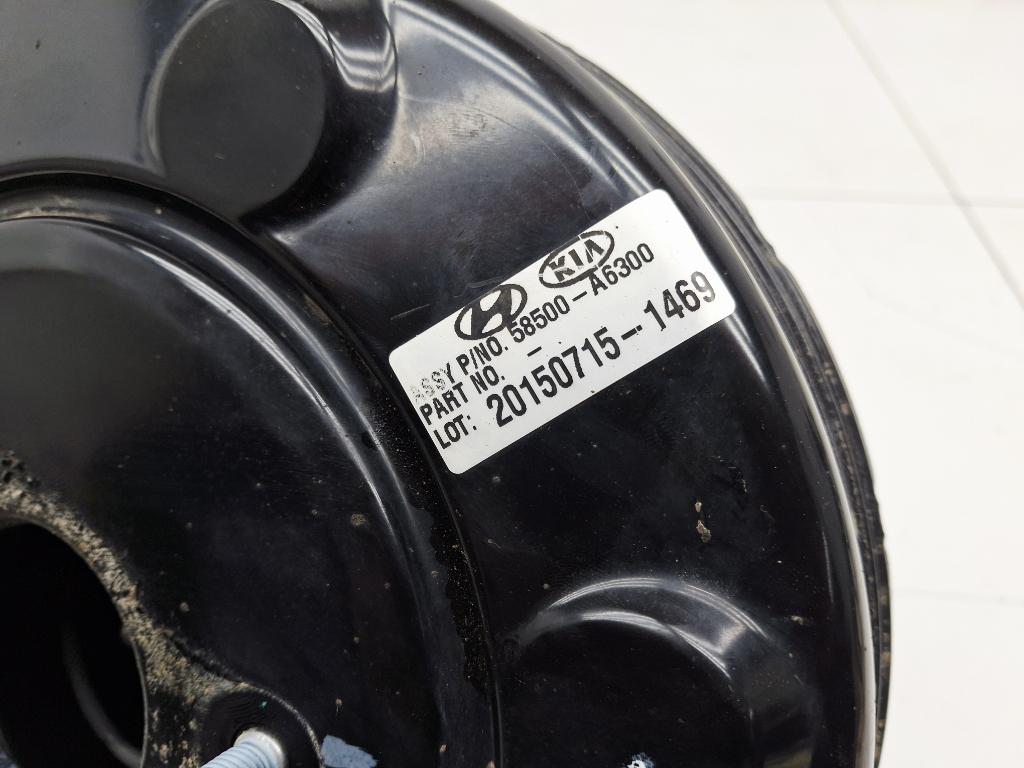 KIA
ASSY P/NO. 58500-A6300
PART NO. -
LOT: 20150715-1469